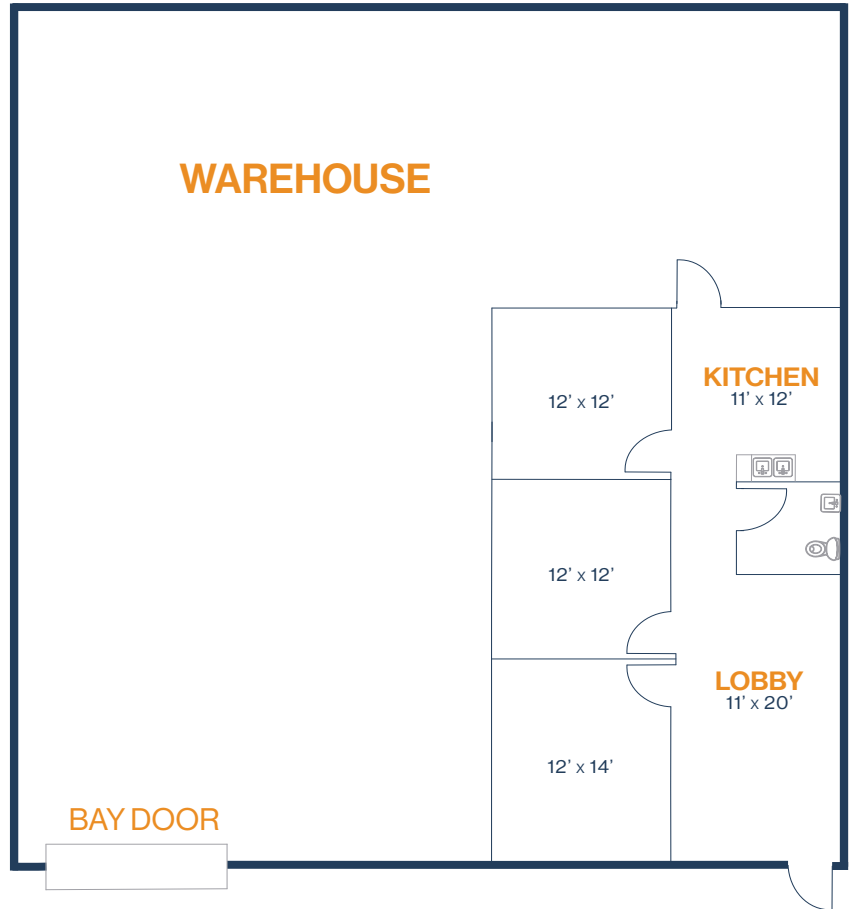 WAREHOUSE
KITCHEN
11’ x 12’
12’ x 12’
12’ x 12’
LOBBY
11’ x 20’
12’ x 14’
BAY DOOR